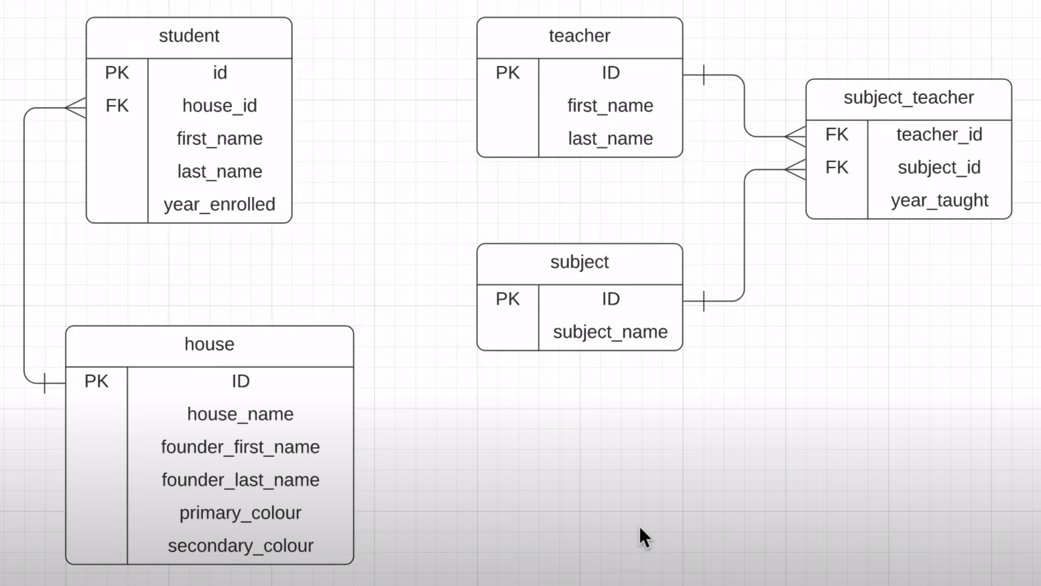 student
PK id
FK house_id
first_name
last_name
year_enrolled
teacher
PK ID
first_name
last_name
subject_teacher
FK teacher_id
FK subject_id
year_taught
subject
PK ID
subject_name
house
PK ID
house_name
founder_first_name
founder_last_name
primary_colour
secondary_colour